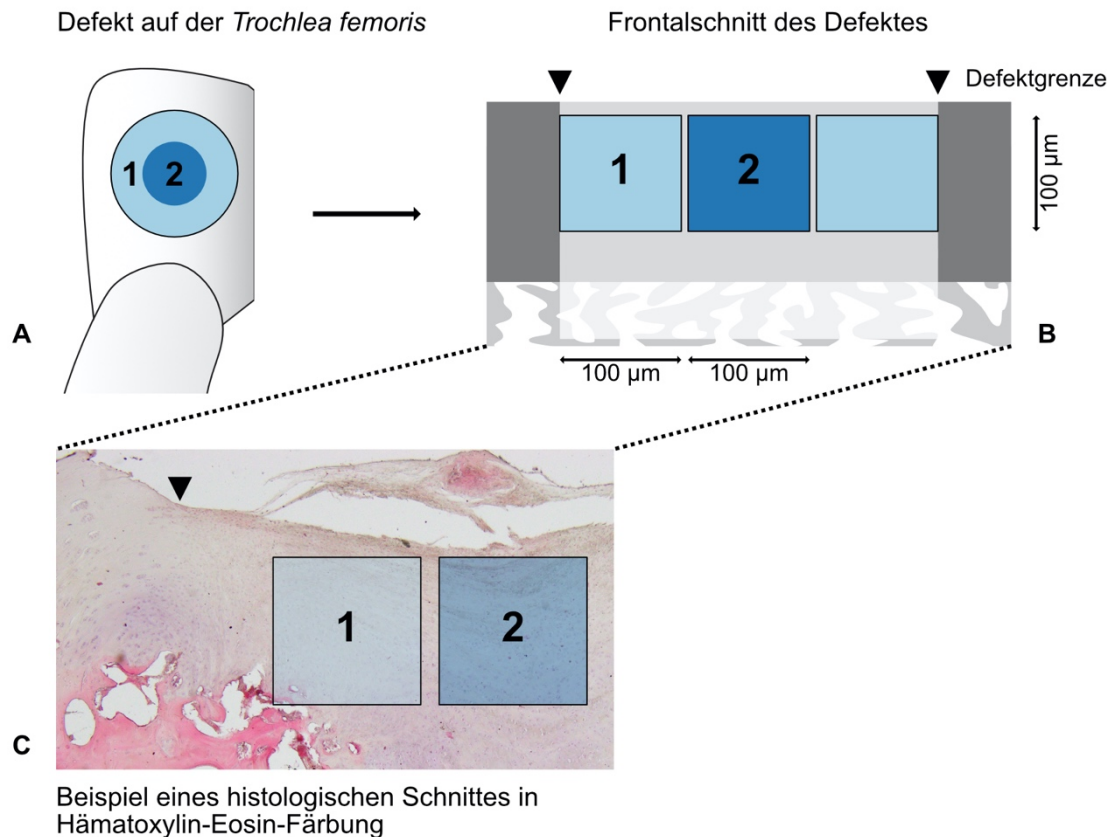 Defekt auf der Trochlea femoris
Frontalschnitt des Defektes
Defektgrenze
1
2
1
2
100 µm
A
B
100 µm
100 µm
1
2
C
Beispiel eines histologischen Schnittes in
Hämatoxylin-Eosin-Färbung